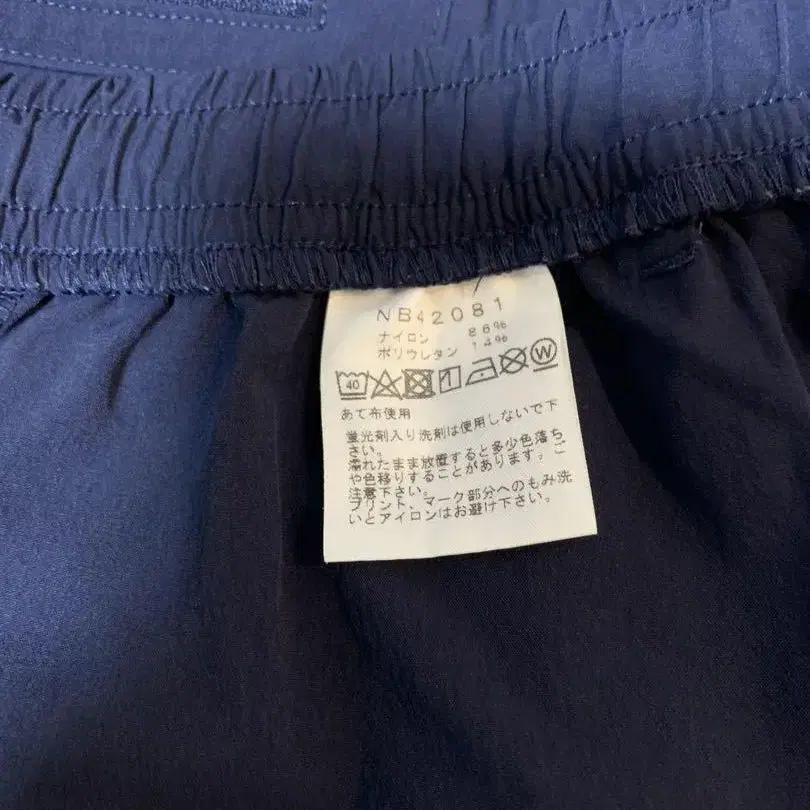 NB42081
ナイロン 86%
ポリウレタン 14%
40 W
あて布使用
蛍光剤入り洗剤は使用しないで下
さい。
濡れたまま放置すると多少色落ち
や色移りすることがあります。ご
注意下さい。
プリント、マーク部分へのもみ洗
いとアイロンはお避け下さい。